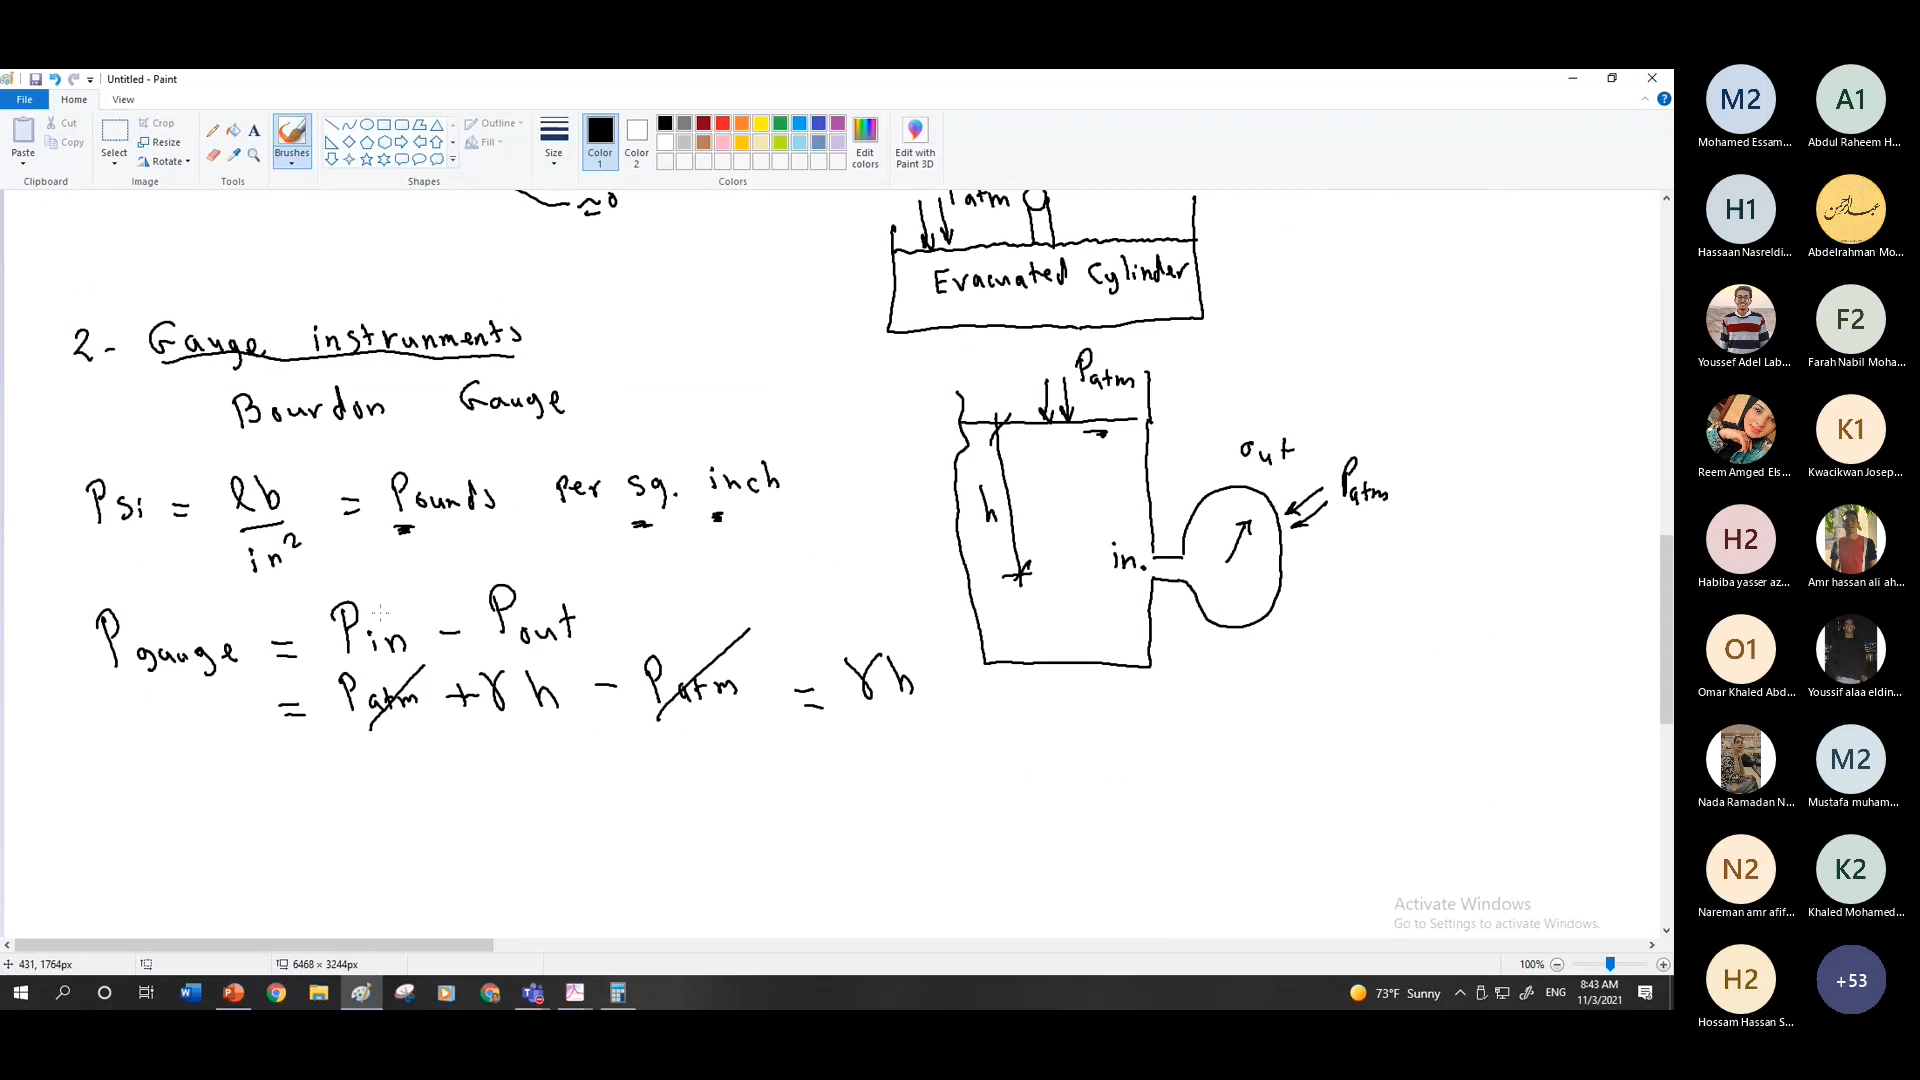 Untitled - Paint
File Home View
Paste
Cut
Copy
Clipboard
Select
Crop
Resize
Rotate
Image
Tools
Brushes
Outline
Fill
Shapes
Size
Color 1
Color 2
Colors
Edit colors
Edit with Paint 3D
≈0
Patm
Evacuated Cylinder
2- Gauge instrunments
Bourdon Gauge
Psi = lb/in² = Pounds per sq. inch
P gauge = Pin - Pout
= Patm + γh - Patm = γh
Patm
h
in.
out
Patm
Activate Windows
Go to Settings to activate Windows.
431, 1764px
6468 × 3244px
100%
73°F Sunny
ENG
8:43 AM
11/3/2021
M2
Mohamed Essam...
A1
Abdul Raheem H...
H1
Hassaan Nasreldi...
عبدالرحمن
Abdelrahman Mo...
Youssef Adel Lab...
F2
Farah Nabil Moha...
Reem Amged Els...
K1
Kwacikwan Josep...
H2
Habiba yasser az...
Amr hassan ali ah...
O1
Omar Khaled Abd...
Youssif alaa eldin...
Nada Ramadan N...
M2
Mustafa muham...
N2
Nareman amr afif...
K2
Khaled Mohamed...
H2
Hossam Hassan S...
+53